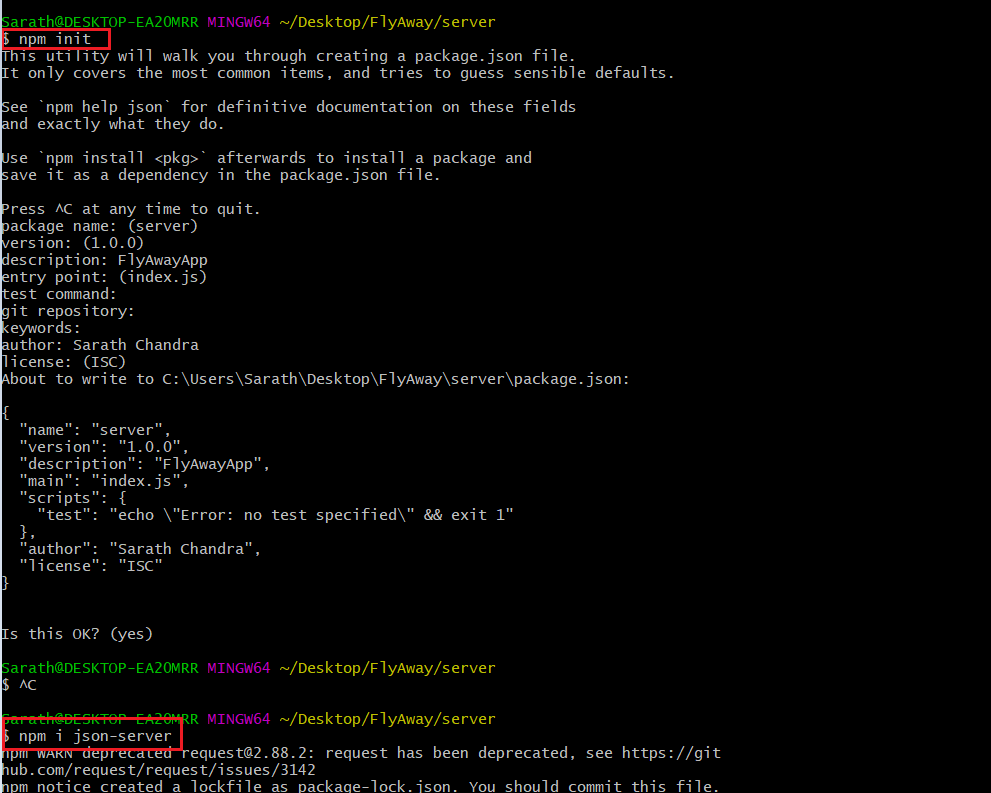 Sarath@DESKTOP-EA2OMRR MINGW64 ~/Desktop/FlyAway/server
$ npm init
This utility will walk you through creating a package.json file.
It only covers the most common items, and tries to guess sensible defaults.
See `npm help json` for definitive documentation on these fields
and exactly what they do.
Use `npm install <pkg>` afterwards to install a package and
save it as a dependency in the package.json file.
Press ^C at any time to quit.
package name: (server)
version: (1.0.0)
description: FlyAwayApp
entry point: (index.js)
test command:
git repository:
keywords:
author: Sarath Chandra
license: (ISC)
About to write to C:\Users\Sarath\Desktop\FlyAway\server\package.json:
{
  "name": "server",
  "version": "1.0.0",
  "description": "FlyAwayApp",
  "main": "index.js",
  "scripts": {
    "test": "echo \"Error: no test specified\" && exit 1"
  },
  "author": "Sarath Chandra",
  "license": "ISC"
}
Is this OK? (yes)
Sarath@DESKTOP-EA2OMRR MINGW64 ~/Desktop/FlyAway/server
$ ^C
Sarath@DESKTOP-EA2OMRR MINGW64 ~/Desktop/FlyAway/server
$ npm i json-server
npm WARN deprecated request@2.88.2: request has been deprecated, see https://git
hub.com/request/request/issues/3142
npm notice created a lockfile as package-lock.json. You should commit this file.